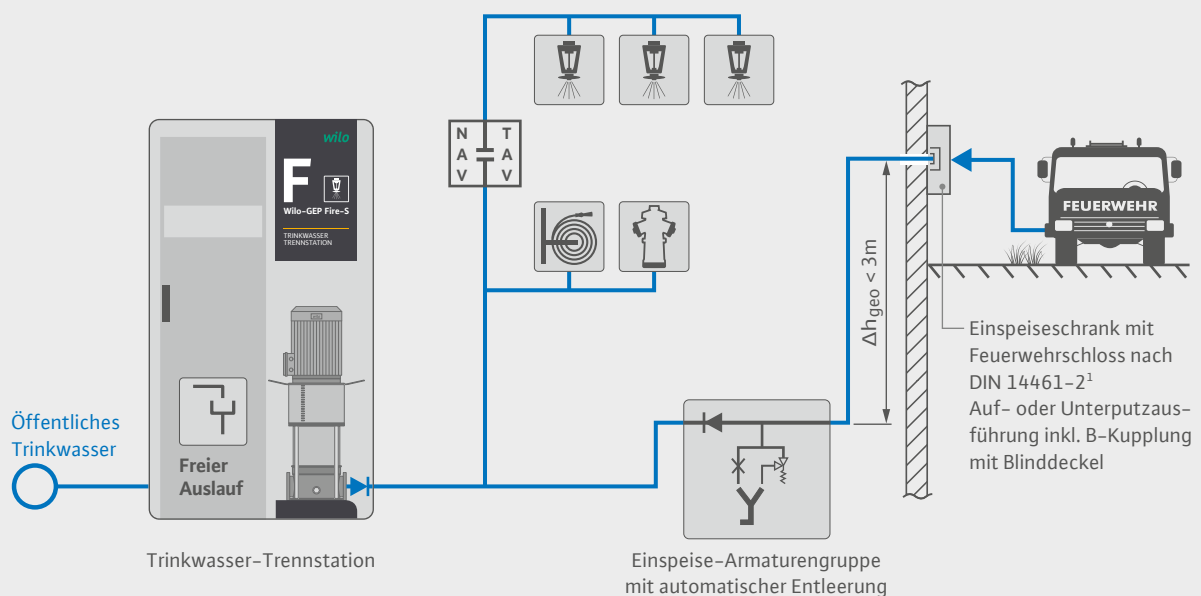 wilo
F
Wilo-GEP Fire-S
TRINKWASSER
TRENNSTATION
N T
A A
V V
FEUERWEHR
Δhgeo < 3m
Einspeiseschrank mit
Feuerwehrschloss nach
DIN 14461-2¹
Auf- oder Unterputzaus-
führung inkl. B-Kupplung
mit Blinddeckel
Öffentliches
Trinkwasser
Freier
Auslauf
Trinkwasser-Trennstation
Einspeise-Armaturengruppe
mit automatischer Entleerung